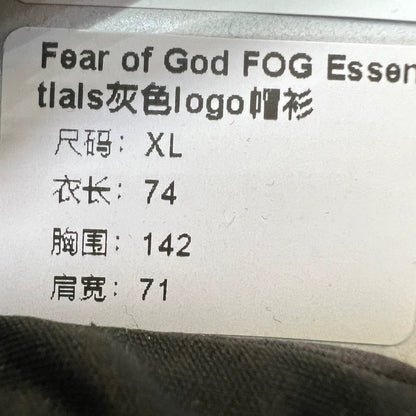 Fear of God FOG Essen
tials灰色logo帽衫
尺码：XL
衣长：74
胸围：142
肩宽：71